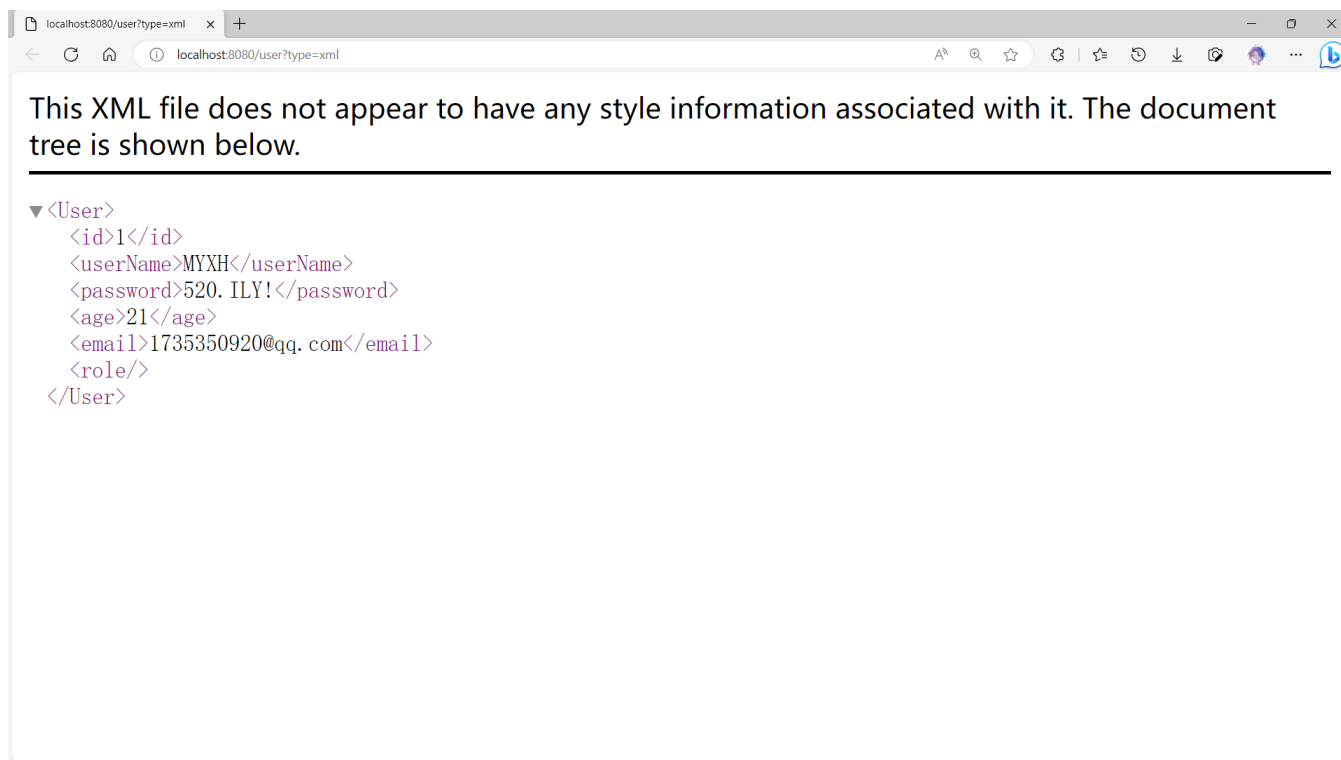 localhost:8080/user?type=xml
localhost:8080/user?type=xml
This XML file does not appear to have any style information associated with it. The document
tree is shown below.
<User>
<id>1</id>
<userName>MYXH</userName>
<password>520.ILY!</password>
<age>21</age>
<email>1735350920@qq.com</email>
<role/>
</User>